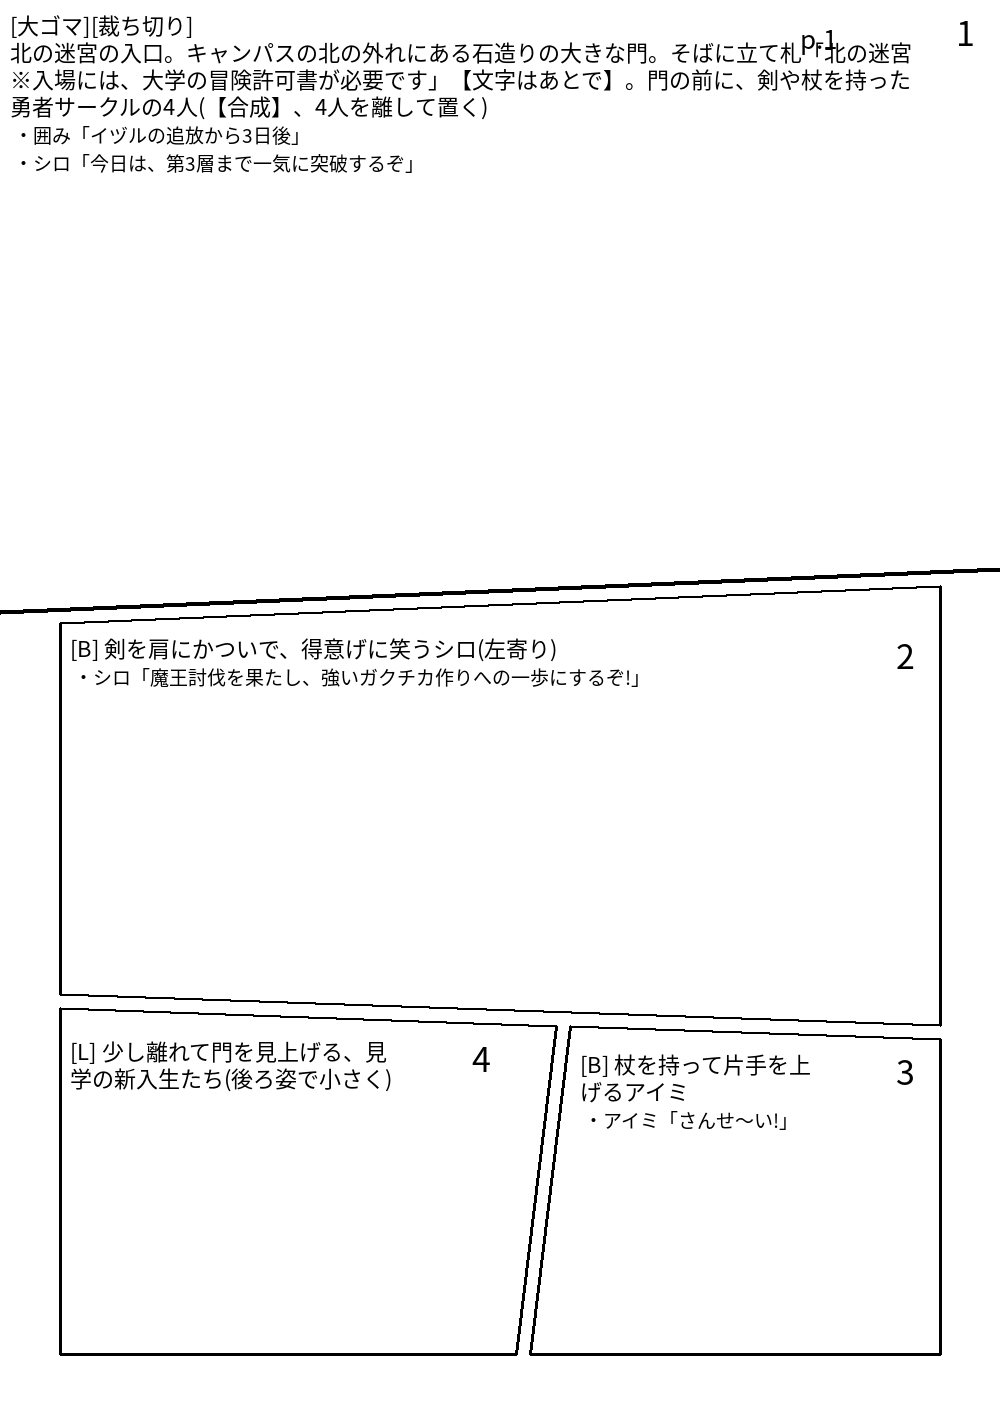 [大ゴマ][裁ち切り]
p.1
1
北の迷宮の入口。キャンパスの北の外れにある石造りの大きな門。そばに立て札「北の迷宮
※入場には、大学の冒険許可書が必要です」【文字はあとで】。門の前に、剣や杖を持った
勇者サークルの4人(【合成】、4人を離して置く)
・囲み「イヅルの追放から3日後」
・シロ「今日は、第3層まで一気に突破するぞ」
[B] 剣を肩にかついで、得意げに笑うシロ(左寄り)
2
・シロ「魔王討伐を果たし、強いガクチカ作りへの一歩にするぞ!」
[B] 杖を持って片手を上
げるアイミ
3
・アイミ「さんせ〜い!」
[L] 少し離れて門を見上げる、見
学の新入生たち(後ろ姿で小さく)
4